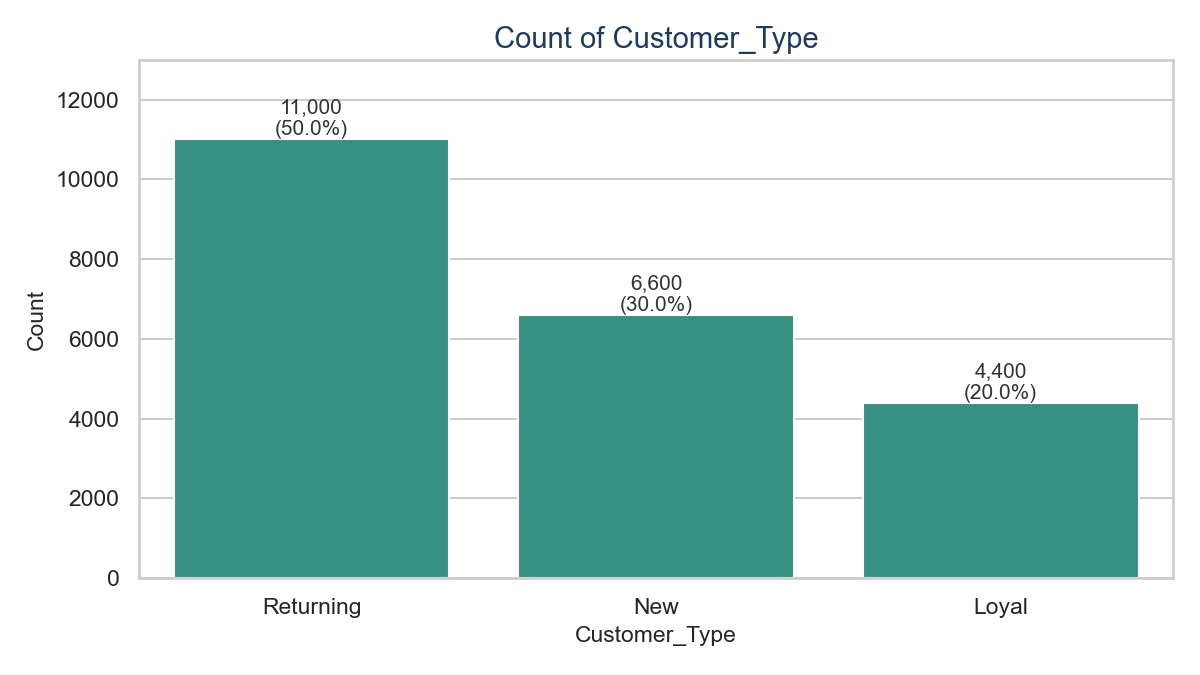 Count of Customer_Type
12000
10000
8000
6000
4000
2000
0
Count
11,000
(50.0%)
6,600
(30.0%)
4,400
(20.0%)
Returning
New
Loyal
Customer_Type